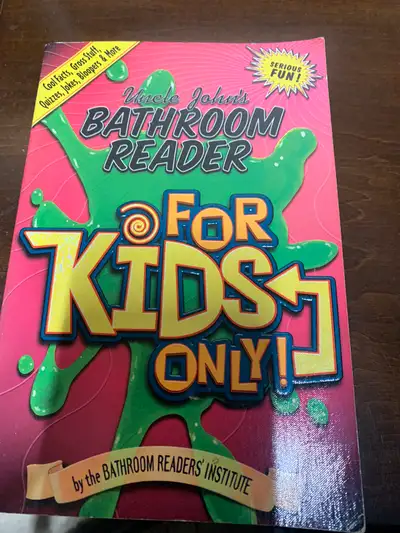 Cool Facts, Gross Stuff,
Quizzes, Jokes, Bloopers & More
SERIOUS
FUN!
Uncle John's
BATHROOM
READER
FOR
KIDS
ONLY!
by the BATHROOM READERS' INSTITUTE